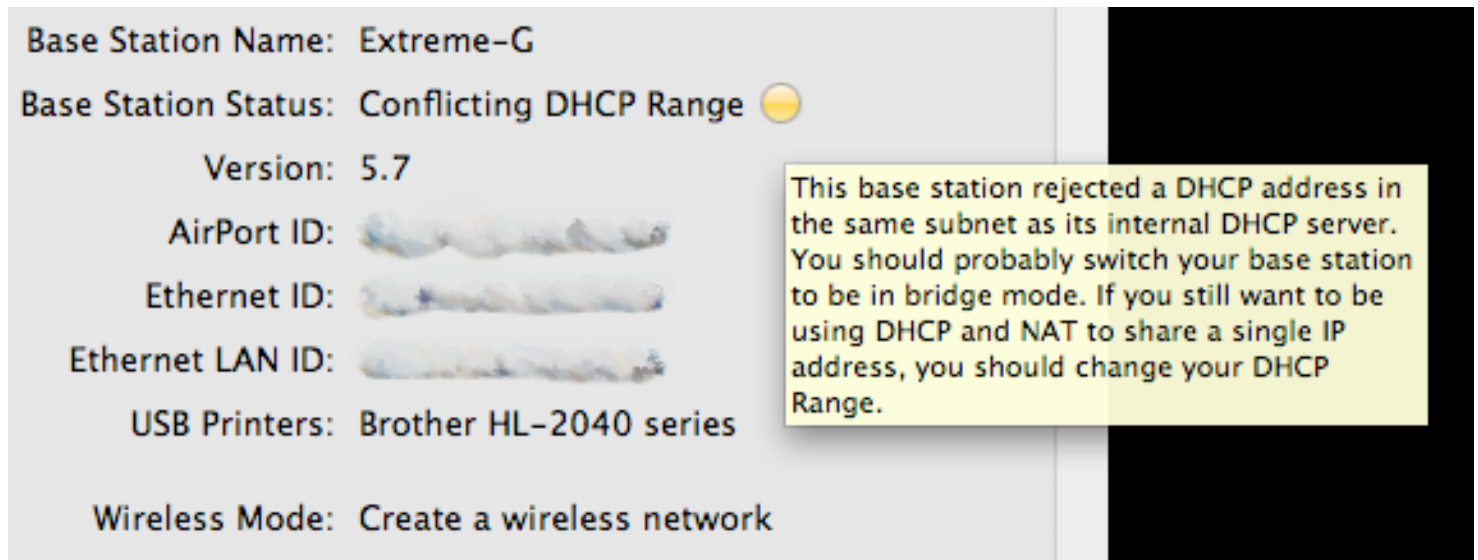 Base Station Name: Extreme-G
Base Station Status: Conflicting DHCP Range
Version: 5.7
AirPort ID:
Ethernet ID:
Ethernet LAN ID:
USB Printers: Brother HL-2040 series
Wireless Mode: Create a wireless network
This base station rejected a DHCP address in
the same subnet as its internal DHCP server.
You should probably switch your base station
to be in bridge mode. If you still want to be
using DHCP and NAT to share a single IP
address, you should change your DHCP
Range.